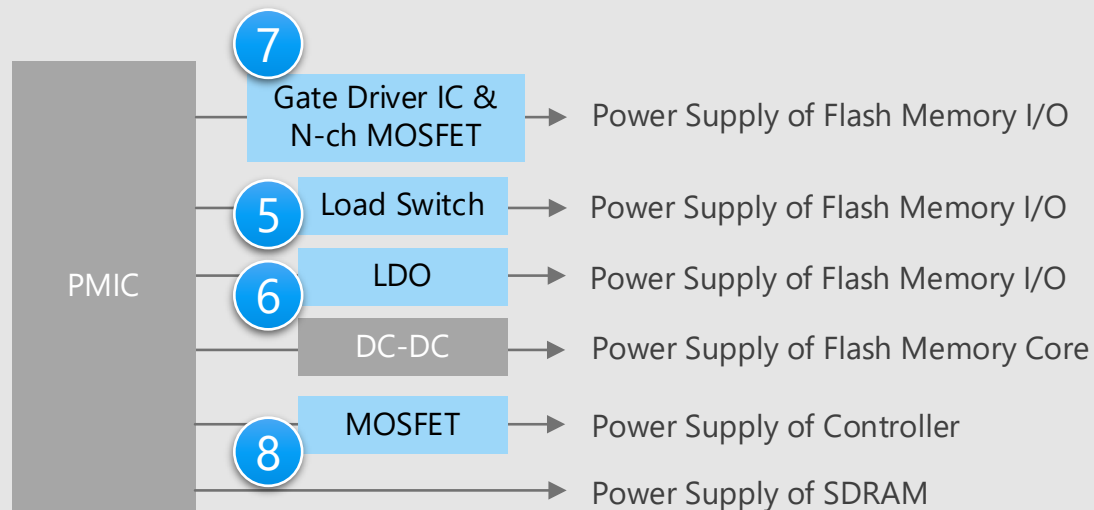 7
Gate Driver IC &
N-ch MOSFET
Power Supply of Flash Memory I/O
5
Load Switch
Power Supply of Flash Memory I/O
PMIC
6
LDO
Power Supply of Flash Memory I/O
DC-DC
Power Supply of Flash Memory Core
8
MOSFET
Power Supply of Controller
Power Supply of SDRAM